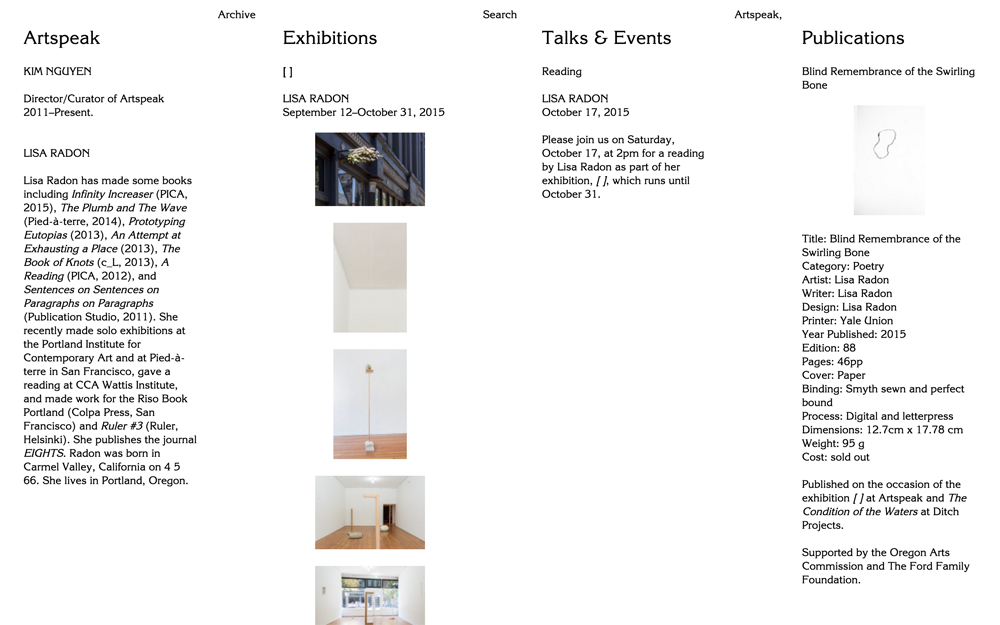 Archive
Search
Artspeak,
Artspeak
KIM NGUYEN
Director/Curator of Artspeak
2011–Present.
LISA RADON
Lisa Radon has made some books
including Infinity Increaser (PICA,
2015), The Plumb and The Wave
(Pied-à-terre, 2014), Prototyping
Eutopias (2013), An Attempt at
Exhausting a Place (2013), The
Book of Knots (c_L, 2013), A
Reading (PICA, 2012), and
Sentences on Sentences on
Paragraphs on Paragraphs
(Publication Studio, 2011). She
recently made solo exhibitions at
the Portland Institute for
Contemporary Art and at Pied-à-
terre in San Francisco, gave a
reading at CCA Wattis Institute,
and made work for the Riso Book
Portland (Colpa Press, San
Francisco) and Ruler #3 (Ruler,
Helsinki). She publishes the journal
EIGHTS. Radon was born in
Carmel Valley, California on 4 5
66. She lives in Portland, Oregon.
Exhibitions
[ ]
LISA RADON
September 12–October 31, 2015
Talks & Events
Reading
LISA RADON
October 17, 2015
Please join us on Saturday,
October 17, at 2pm for a reading
by Lisa Radon as part of her
exhibition, [ ], which runs until
October 31.
Publications
Blind Remembrance of the Swirling
Bone
Title: Blind Remembrance of the
Swirling Bone
Category: Poetry
Artist: Lisa Radon
Writer: Lisa Radon
Design: Lisa Radon
Printer: Yale Union
Year Published: 2015
Edition: 88
Pages: 46pp
Cover: Paper
Binding: Smyth sewn and perfect
bound
Process: Digital and letterpress
Dimensions: 12.7cm x 17.78 cm
Weight: 95 g
Cost: sold out
Published on the occasion of the
exhibition [ ] at Artspeak and The
Condition of the Waters at Ditch
Projects.
Supported by the Oregon Arts
Commission and The Ford Family
Foundation.